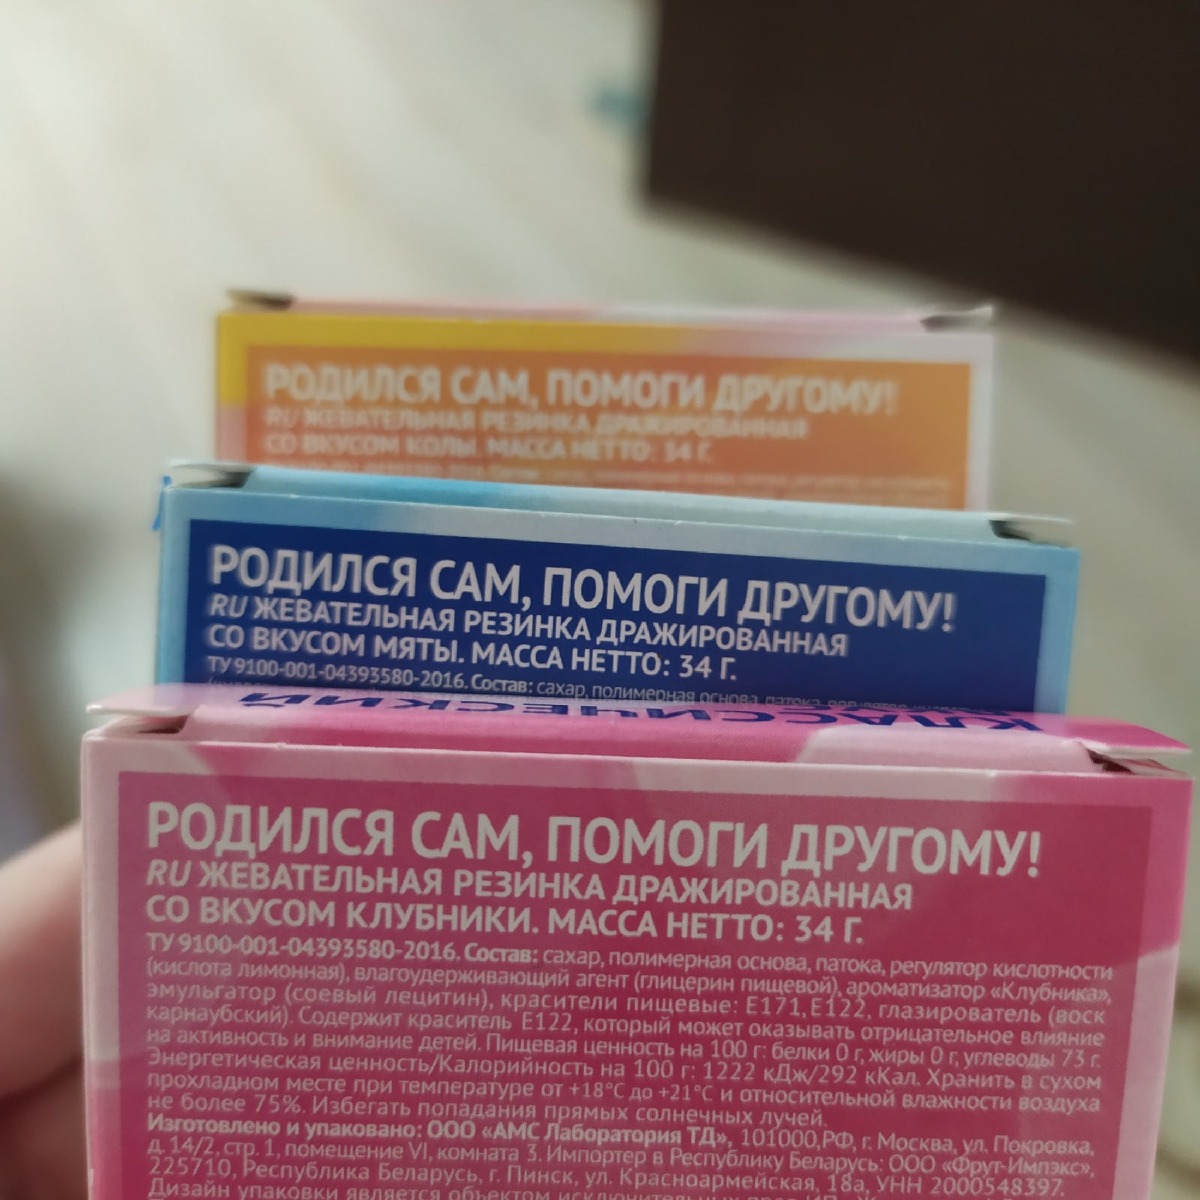 РОДИЛСЯ САМ, ПОМОГИ ДРУГОМУ!
RU ЖЕВАТЕЛЬНАЯ РЕЗИНКА ДРАЖИРОВАННАЯ
СО ВКУСОМ КОЛЫ. МАССА НЕТТО: 34 Г.
РОДИЛСЯ САМ, ПОМОГИ ДРУГОМУ!
RU ЖЕВАТЕЛЬНАЯ РЕЗИНКА ДРАЖИРОВАННАЯ
СО ВКУСОМ МЯТЫ. МАССА НЕТТО: 34 Г.
ТУ 9100-001-04393580-2016. Состав: сахар, полимерная основа, патока,
КЛАССИЧЕСКИЙ
РОДИЛСЯ САМ, ПОМОГИ ДРУГОМУ!
RU ЖЕВАТЕЛЬНАЯ РЕЗИНКА ДРАЖИРОВАННАЯ
СО ВКУСОМ КЛУБНИКИ. МАССА НЕТТО: 34 Г.
ТУ 9100-001-04393580-2016. Состав: сахар, полимерная основа, патока, регулятор кислотности
(кислота лимонная), влагоудерживающий агент (глицерин пищевой), ароматизатор «Клубника»,
эмульгатор (соевый лецитин), красители пищевые: Е171, Е122, глазирователь (воск
карнаубский). Содержит краситель Е122, который может оказывать отрицательное влияние
на активность и внимание детей. Пищевая ценность на 100 г: белки 0 г, жиры 0 г, углеводы 73 г.
Энергетическая ценность/Калорийность на 100 г: 1222 кДж/292 кКал. Хранить в сухом
прохладном месте при температуре от +18°С до +21°С и относительной влажности воздуха
не более 75%. Избегать попадания прямых солнечных лучей.
Изготовлено и упаковано: ООО «АМС Лаборатория ТД», 101000,РФ, г. Москва, ул. Покровка,
д. 14/2, стр. 1, помещение VI, комната 3. Импортер в Республику Беларусь: ООО «Фрут-Импэкс»,
225710, Республика Беларусь, г. Пинск, ул. Красноармейская, 18а, УНН 2000548397.
Дизайн упаковки является объектом исключительных прав